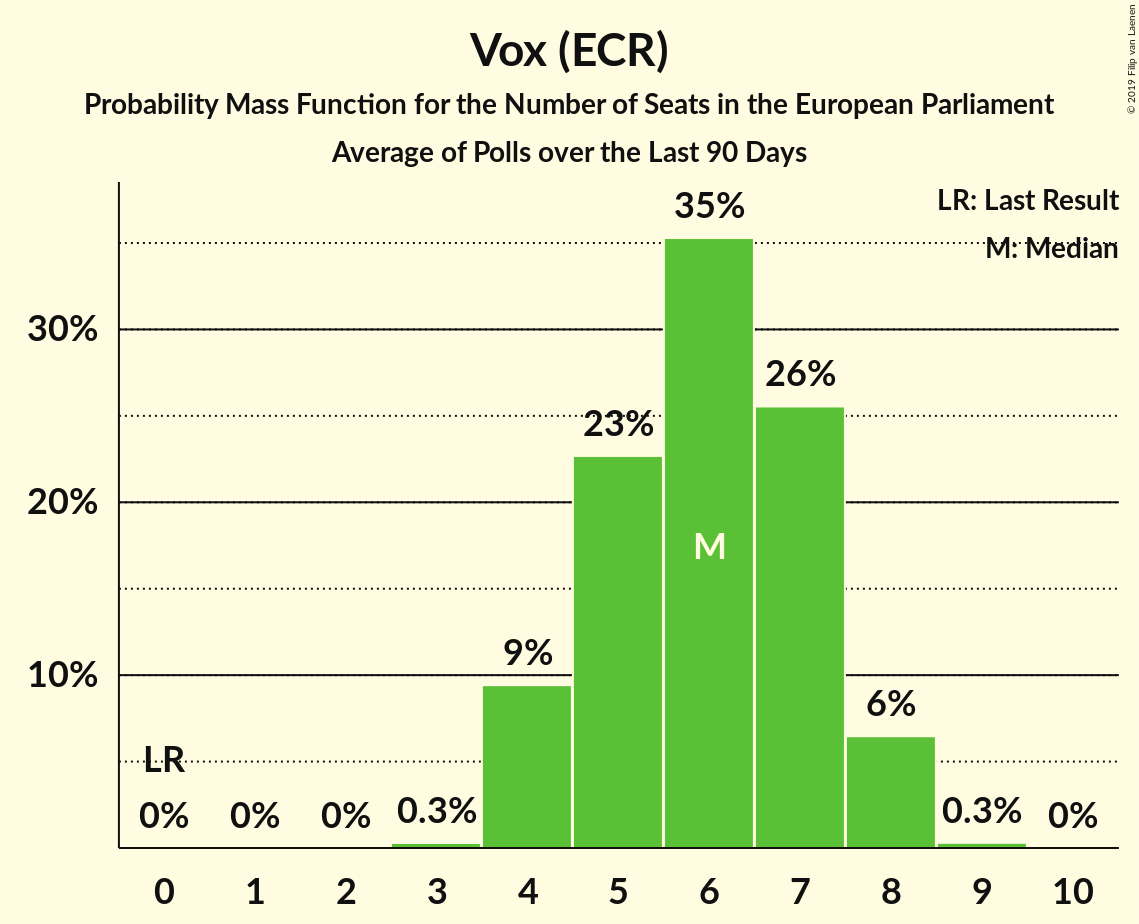 Vox (ECR)
Probability Mass Function for the Number of Seats in the European Parliament
Average of Polls over the Last 90 Days
© 2019 Filip van Laenen
LR: Last Result
M: Median
30%
20%
10%
LR
0%
0%
0%
0.3%
9%
23%
35%
M
26%
6%
0.3%
0%
0 1 2 3 4 5 6 7 8 9 10